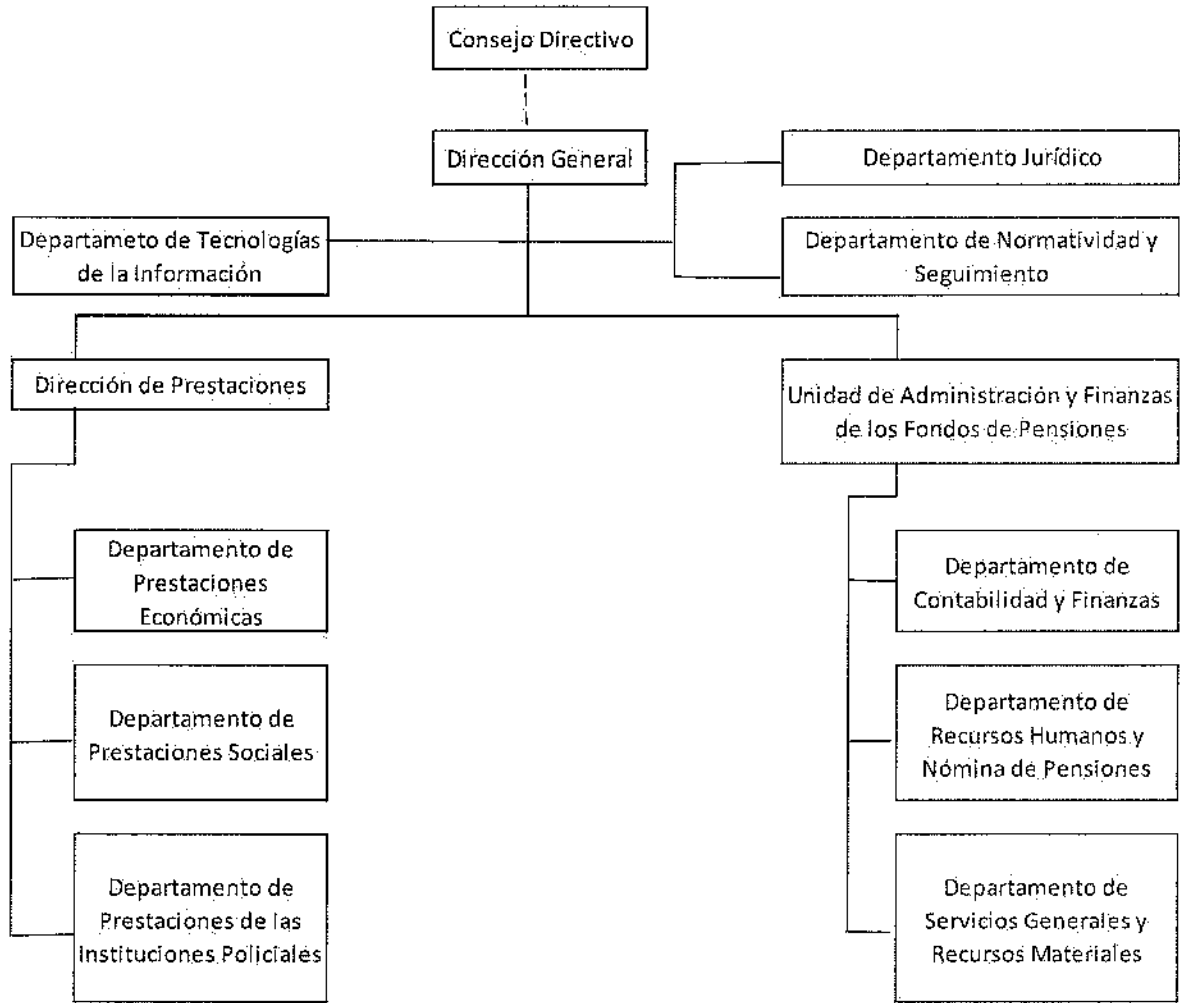 Consejo Directivo
Dirección General
Departamento Jurídico
Departameto de Tecnologías
de la Información
Departamento de Normatividad y
Seguimiento
Dirección de Prestaciones
Unidad de Administración y Finanzas
de los Fondos de Pensiones
Departamento de
Prestaciones
Económicas
Departamento de
Contabilidad y Finanzas
Departamento de
Prestaciones Sociales
Departamento de
Recursos Humanos y
Nómina de Pensiones
Departamento de
Prestaciones de las
Instituciones Policiales
Departamento de
Servicios Generales y
Recursos Materiales